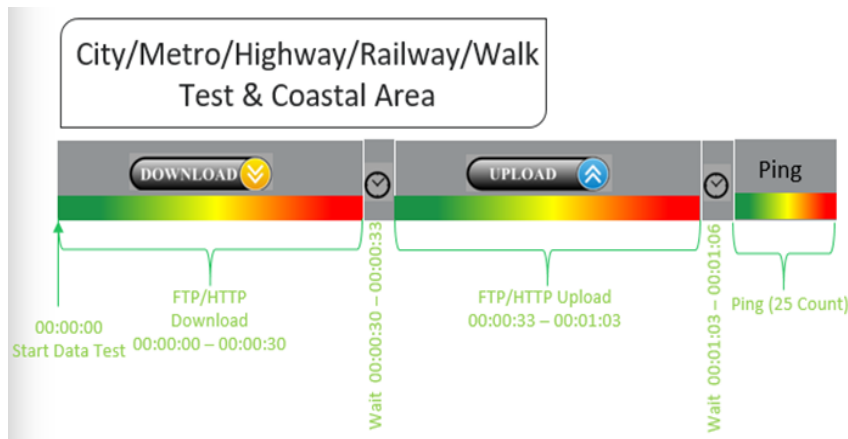 City/Metro/Highway/Railway/Walk
Test & Coastal Area
DOWNLOAD
UPLOAD
Ping
00:00:00
Start Data Test
FTP/HTTP
Download
00:00:00 – 00:00:30
Wait 00:00:30 – 00:00:33
FTP/HTTP Upload
00:00:33 – 00:01:03
Wait 00:01:03 – 00:01:06
Ping (25 Count)